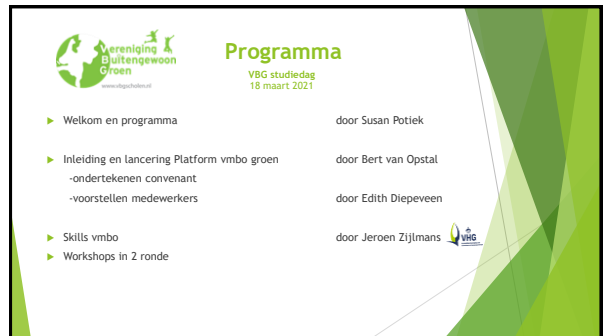 Vereniging
Buitengewoon
Groen
www.vbgscholen.nl
Programma
VBG studiedag
18 maart 2021
Welkom en programma door Susan Potiek
Inleiding en lancering Platform vmbo groen door Bert van Opstal
-ondertekenen convenant
-voorstellen medewerkers door Edith Diepeveen
Skills vmbo door Jeroen Zijlmans VHG
Workshops in 2 ronde